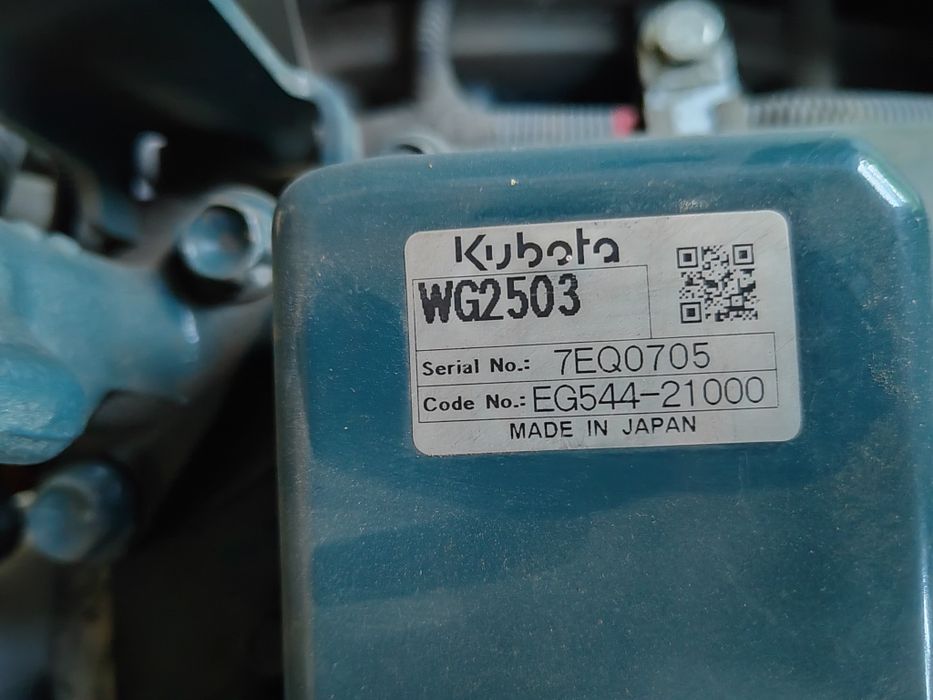 Kubota
WG2503
Serial No.: 7EQ0705
Code No.: EG544-21000
MADE IN JAPAN